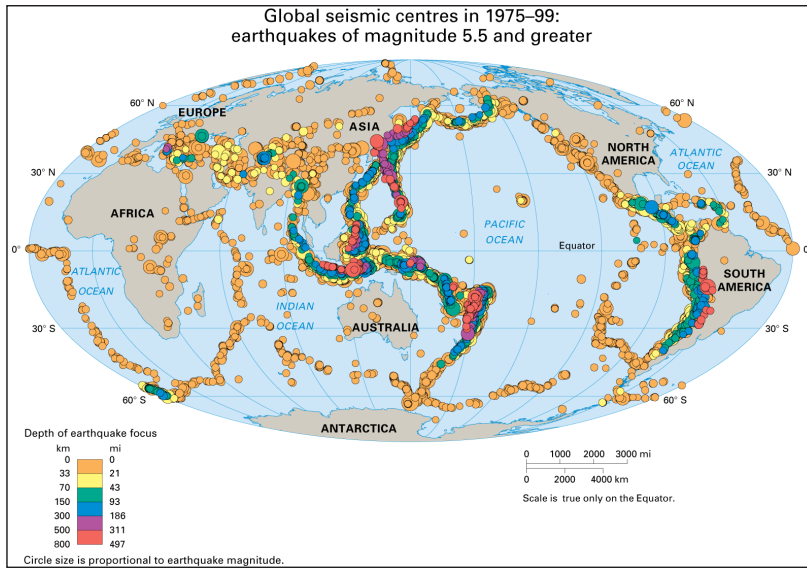 Global seismic centres in 1975–99:
earthquakes of magnitude 5.5 and greater
60° N
60° N
EUROPE
ASIA
NORTH
AMERICA
ATLANTIC
OCEAN
30° N
30° N
AFRICA
PACIFIC
OCEAN
0°
Equator
0
ATLANTIC
OCEAN
SOUTH
AMERICA
INDIAN
OCEAN
AUSTRALIA
30° S
30° S
60° S
60° S
ANTARCTICA
Depth of earthquake focus
km mi
0 0
33 21
70 43
150 93
300 186
500 311
800 497
0 1000 2000 3000 mi
0 2000 4000 km
Scale is true only on the Equator.
Circle size is proportional to earthquake magnitude.